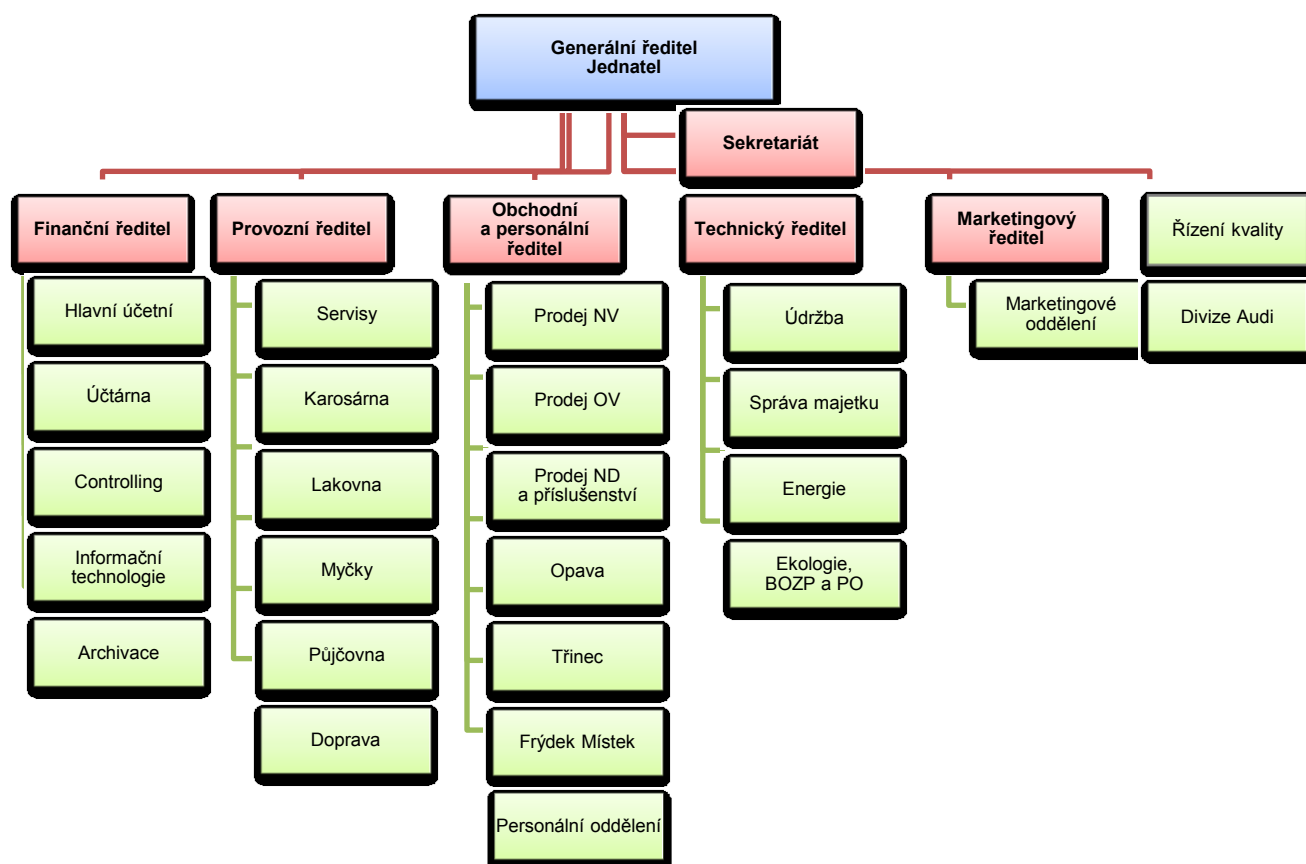 Generální ředitel
Jednatel
Sekretariát
Finanční ředitel
Hlavní účetní
Účtárna
Controlling
Informační
technologie
Archivace
Provozní ředitel
Servisy
Karosárna
Lakovna
Myčky
Půjčovna
Doprava
Obchodní
a personální
ředitel
Prodej NV
Prodej OV
Prodej ND
a příslušenství
Opava
Třinec
Frýdek Místek
Personální oddělení
Technický ředitel
Údržba
Správa majetku
Energie
Ekologie,
BOZP a PO
Marketingový
ředitel
Marketingové
oddělení
Řízení kvality
Divize Audi